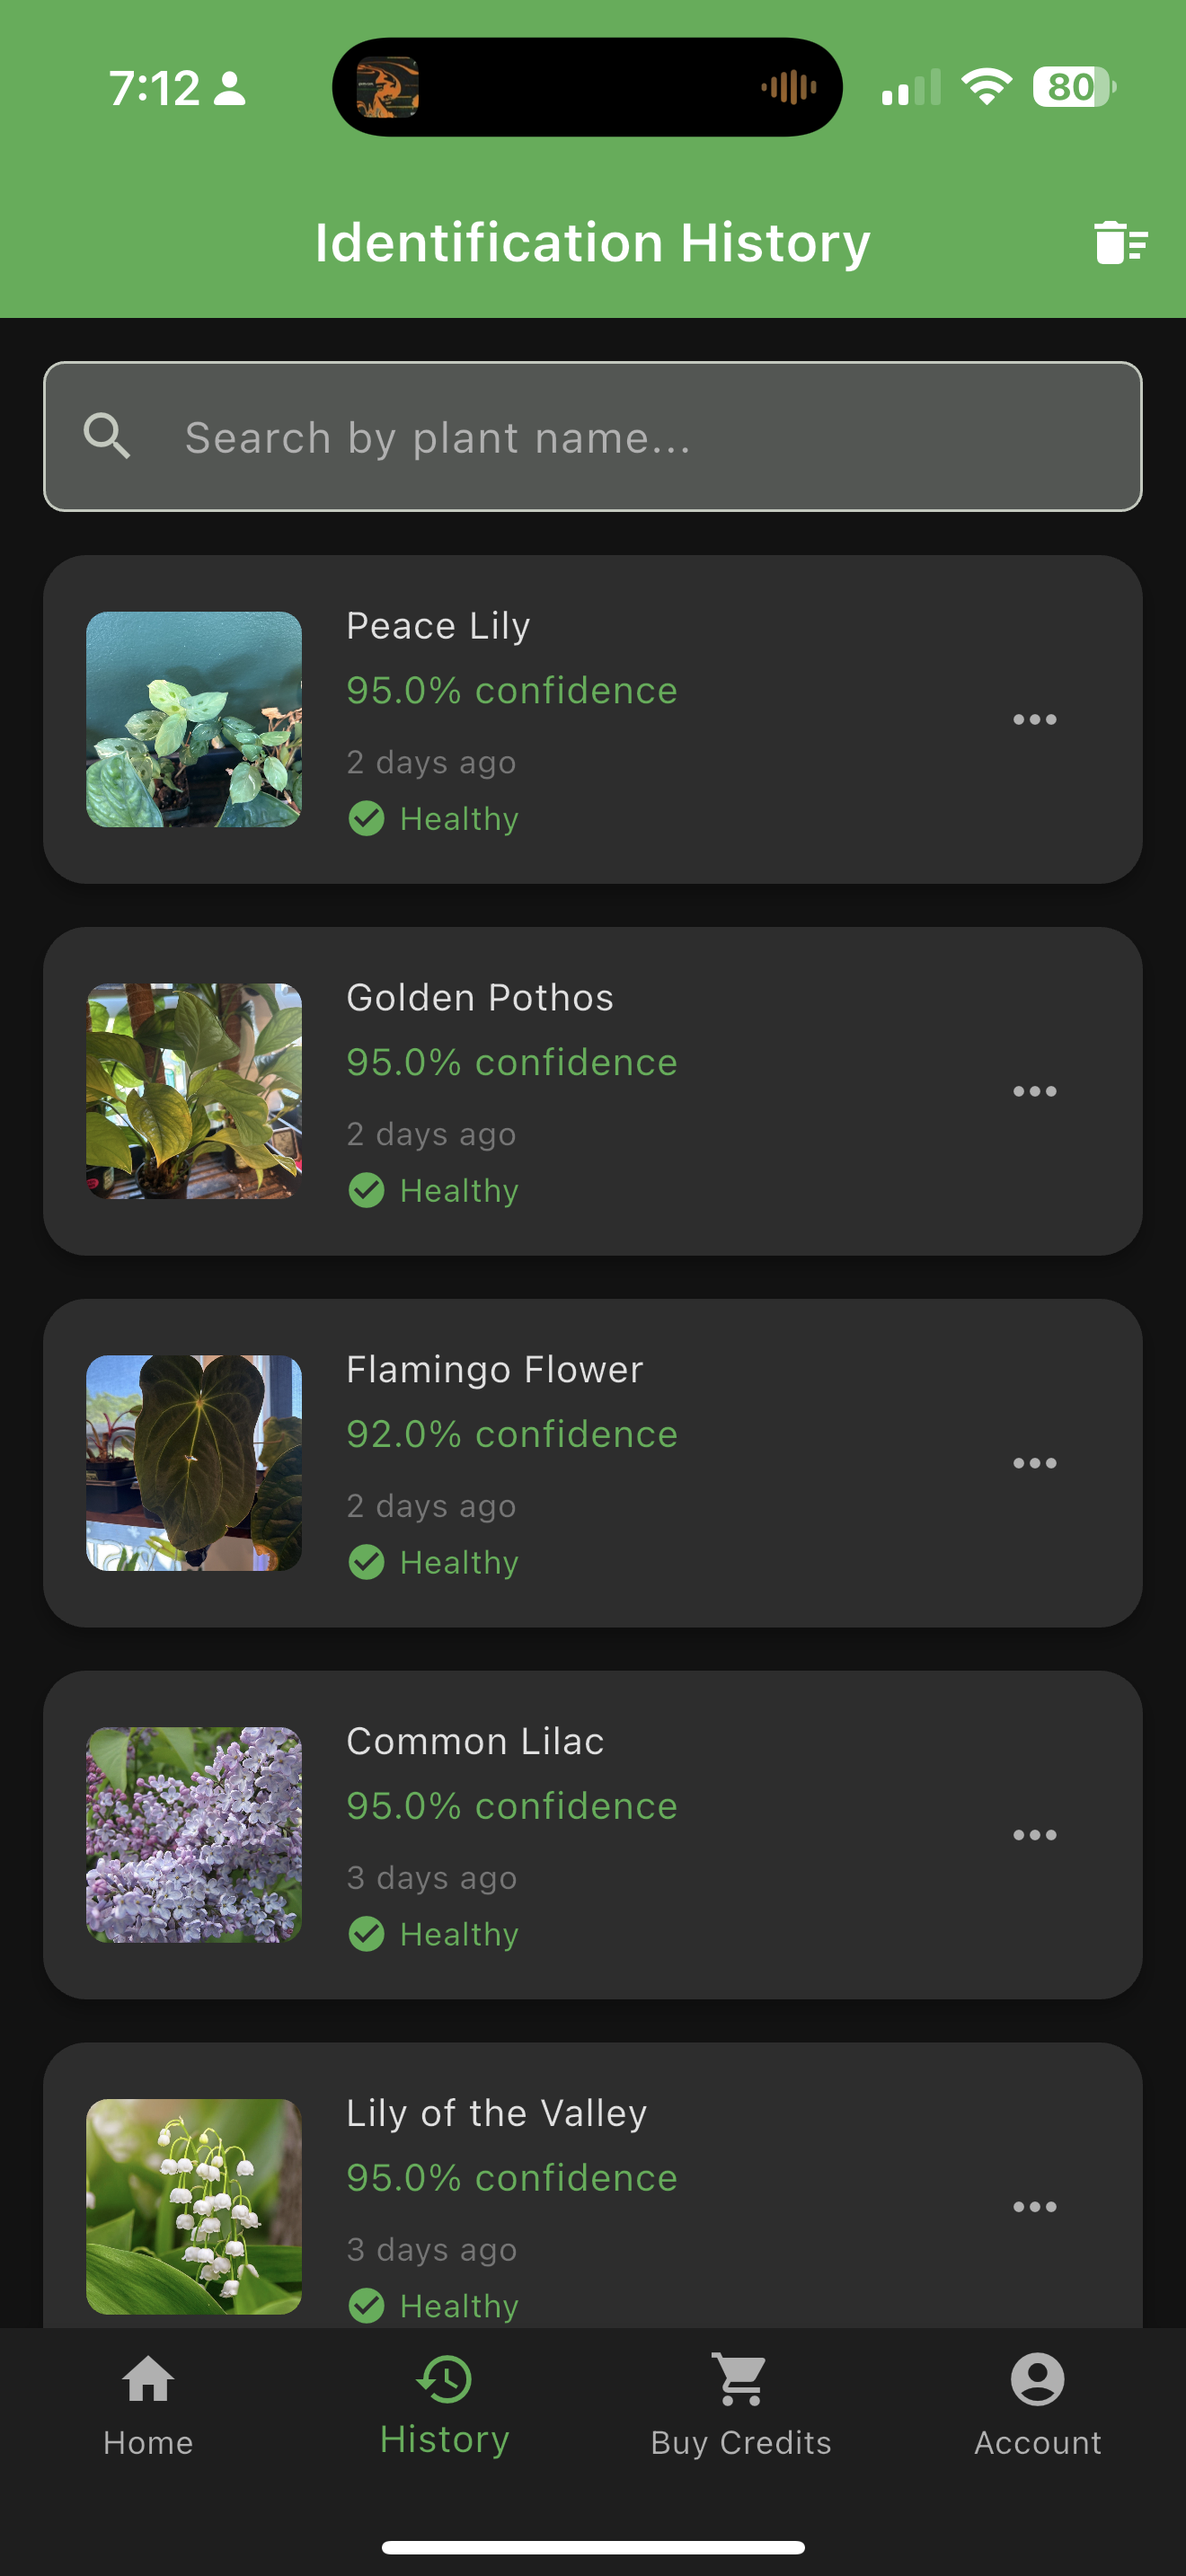 7:12
80
Identification History
Search by plant name...
Peace Lily
95.0% confidence
2 days ago
Healthy
Golden Pothos
95.0% confidence
2 days ago
Healthy
Flamingo Flower
92.0% confidence
2 days ago
Healthy
Common Lilac
95.0% confidence
3 days ago
Healthy
Lily of the Valley
95.0% confidence
3 days ago
Healthy
Home
History
Buy Credits
Account